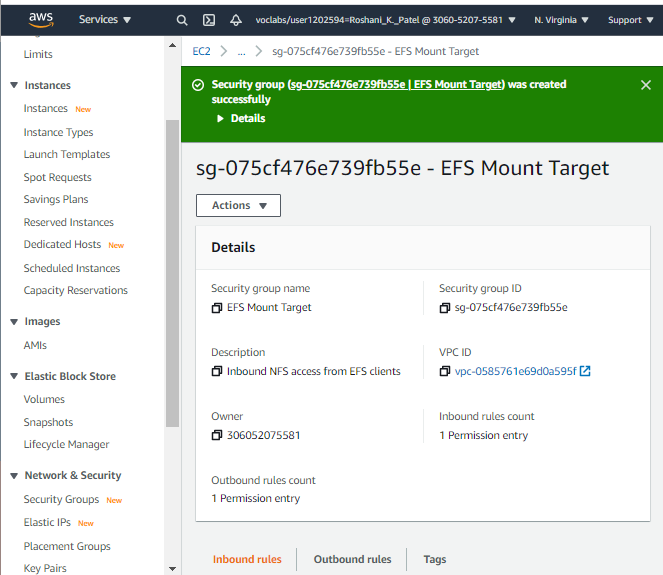 aws Services voclabs/user1202594=Roshani_K._Patel @ 3060-5207-5581 N. Virginia Support
Limits
Instances
Instances New
Instance Types
Launch Templates
Spot Requests
Savings Plans
Reserved Instances
Dedicated Hosts New
Scheduled Instances
Capacity Reservations
Images
AMIs
Elastic Block Store
Volumes
Snapshots
Lifecycle Manager
Network & Security
Security Groups New
Elastic IPs New
Placement Groups
Key Pairs
EC2 > ... > sg-075cf476e739fb55e - EFS Mount Target
Security group (sg-075cf476e739fb55e | EFS Mount Target) was created
successfully
Details
sg-075cf476e739fb55e - EFS Mount Target
Actions
Details
Security group name
EFS Mount Target
Security group ID
sg-075cf476e739fb55e
Description
Inbound NFS access from EFS clients
VPC ID
vpc-0585761e69d0a595f
Owner
306052075581
Inbound rules count
1 Permission entry
Outbound rules count
1 Permission entry
Inbound rules Outbound rules Tags